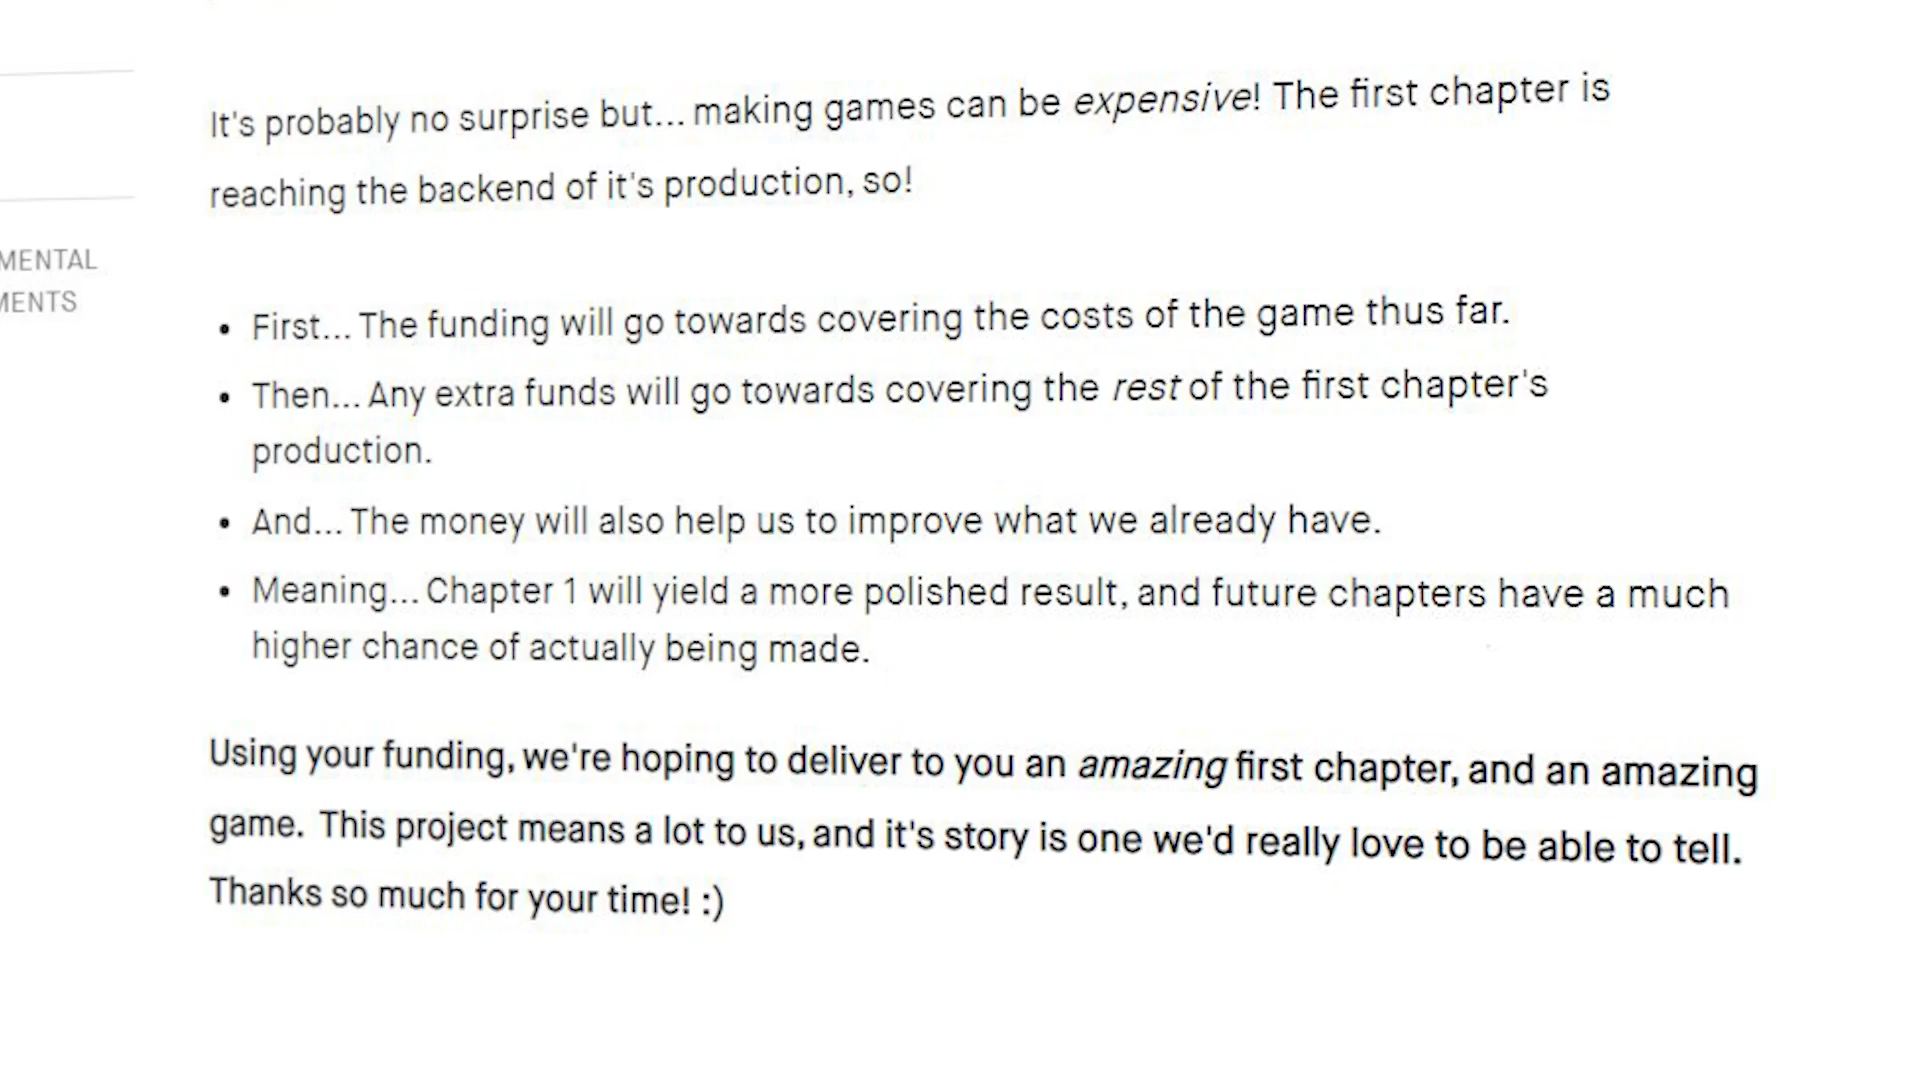 It's probably no surprise but... making games can be expensive! The first chapter is
reaching the backend of it's production, so!
MENTAL
MENTS
• First... The funding will go towards covering the costs of the game thus far.
• Then... Any extra funds will go towards covering the rest of the first chapter's
production.
• And... The money will also help us to improve what we already have.
• Meaning... Chapter 1 will yield a more polished result, and future chapters have a much
higher chance of actually being made.
Using your funding, we're hoping to deliver to you an amazing first chapter, and an amazing
game. This project means a lot to us, and it's story is one we'd really love to be able to tell.
Thanks so much for your time! :)